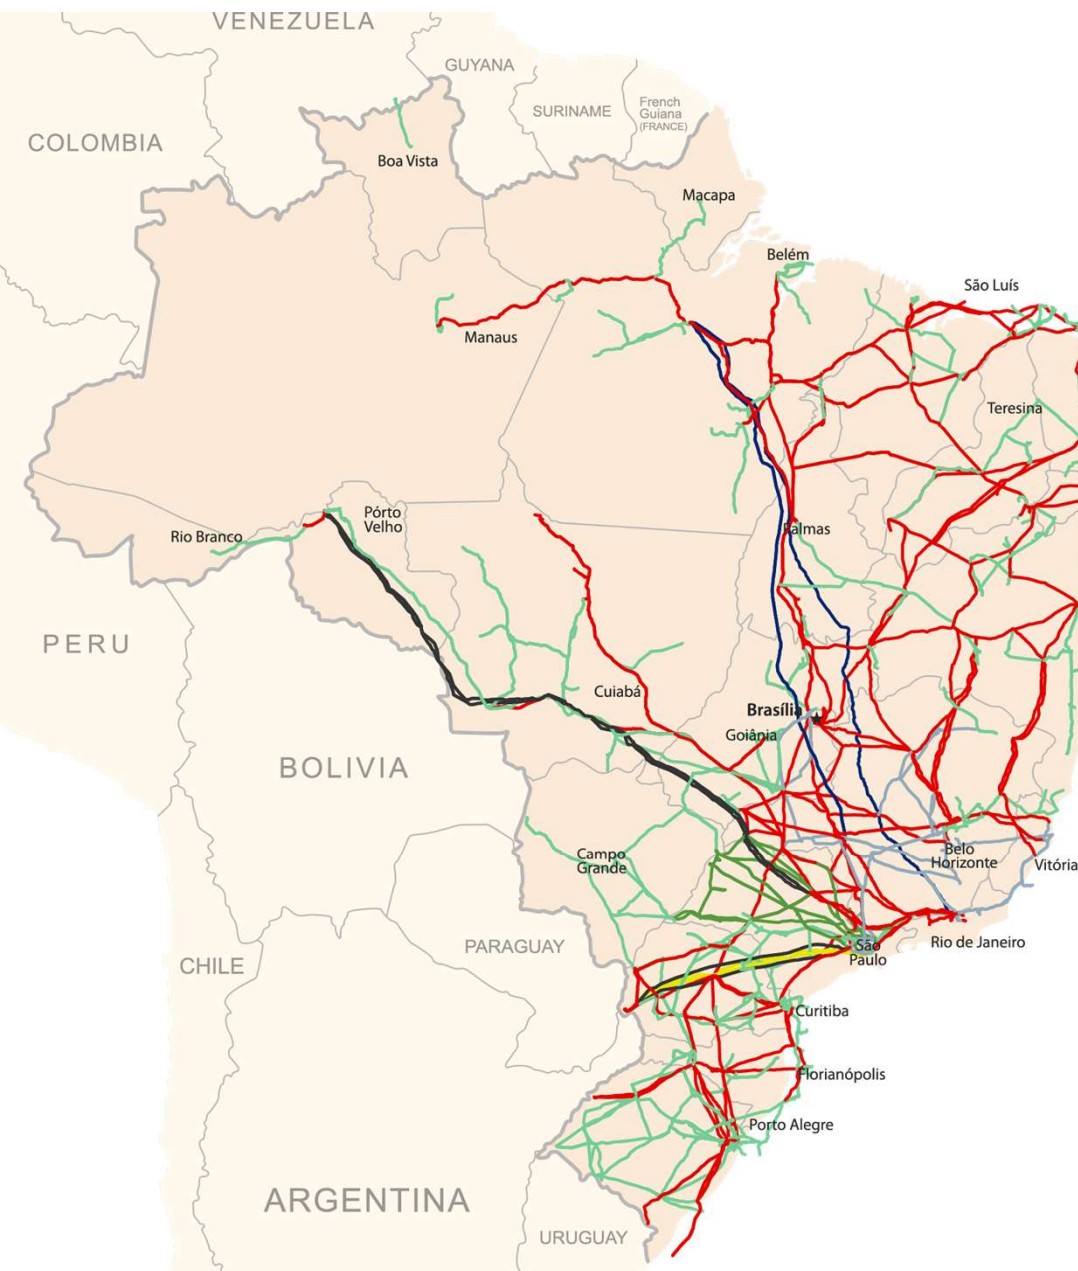 VENEZUELA
GUYANA
SURINAME
French
Guiana
(FRANCE)
COLOMBIA
Boa Vista
Macapa
Belém
São Luís
Manaus
Teresina
Pórto
Velho
Rio Branco
Palmas
PERU
Cuiabá
Brasília
Goiânia
BOLIVIA
Campo
Grande
Belo
Horizonte
Vitória
PARAGUAY
São
Paulo
Rio de Janeiro
CHILE
Curitiba
Florianópolis
Porto Alegre
ARGENTINA
URUGUAY